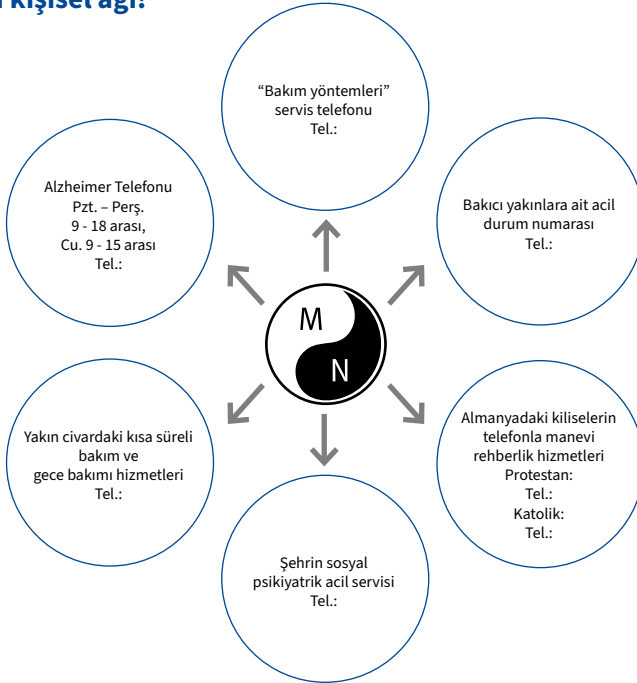 kişisel ağı!
“Bakım yöntemleri”
servis telefonu
Tel.:
Alzheimer Telefonu
Pzt. – Perş.
9 - 18 arası,
Cu. 9 - 15 arası
Tel.:
Bakıcı yakınlara ait acil
durum numarası
Tel.:
M
N
Yakın civardaki kısa süreli
bakım ve
gece bakımı hizmetleri
Tel.:
Almanyadaki kiliselerin
telefonla manevi
rehberlik hizmetleri
Protestan:
Tel.:
Katolik:
Tel.:
Şehrin sosyal
psikiyatrik acil servisi
Tel.: